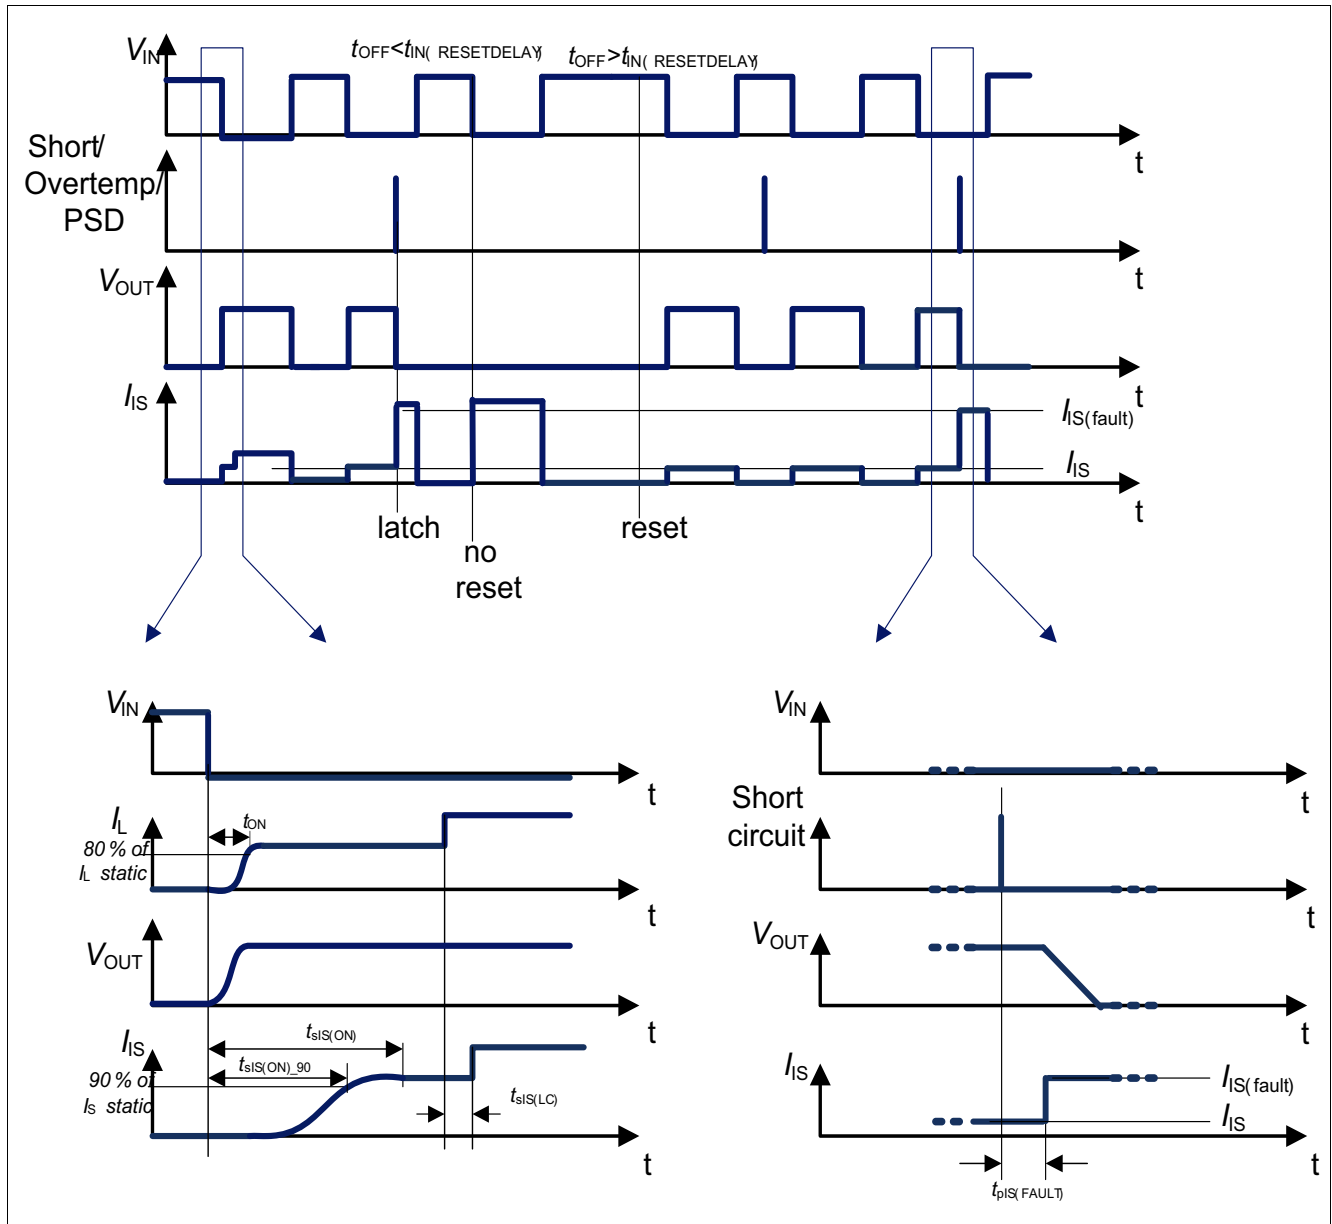 VIN
tOFF<tIN( RESETDELAY)
tOFF>tIN( RESETDELAY)
t
Short/
Overtemp/
PSD
t
VOUT
t
IIS
IIS(fault)
IIS
t
latch
no
reset
reset
VIN
t
IL
tON
80 % of
IL static
t
VOUT
t
IIS
tsIS(ON)
tsIS(ON)_90
90 % of
IS static
tsIS(LC)
t
VIN
t
Short
circuit
t
VOUT
t
IIS
IIS(fault)
IIS
t
tpIS( FAULT)